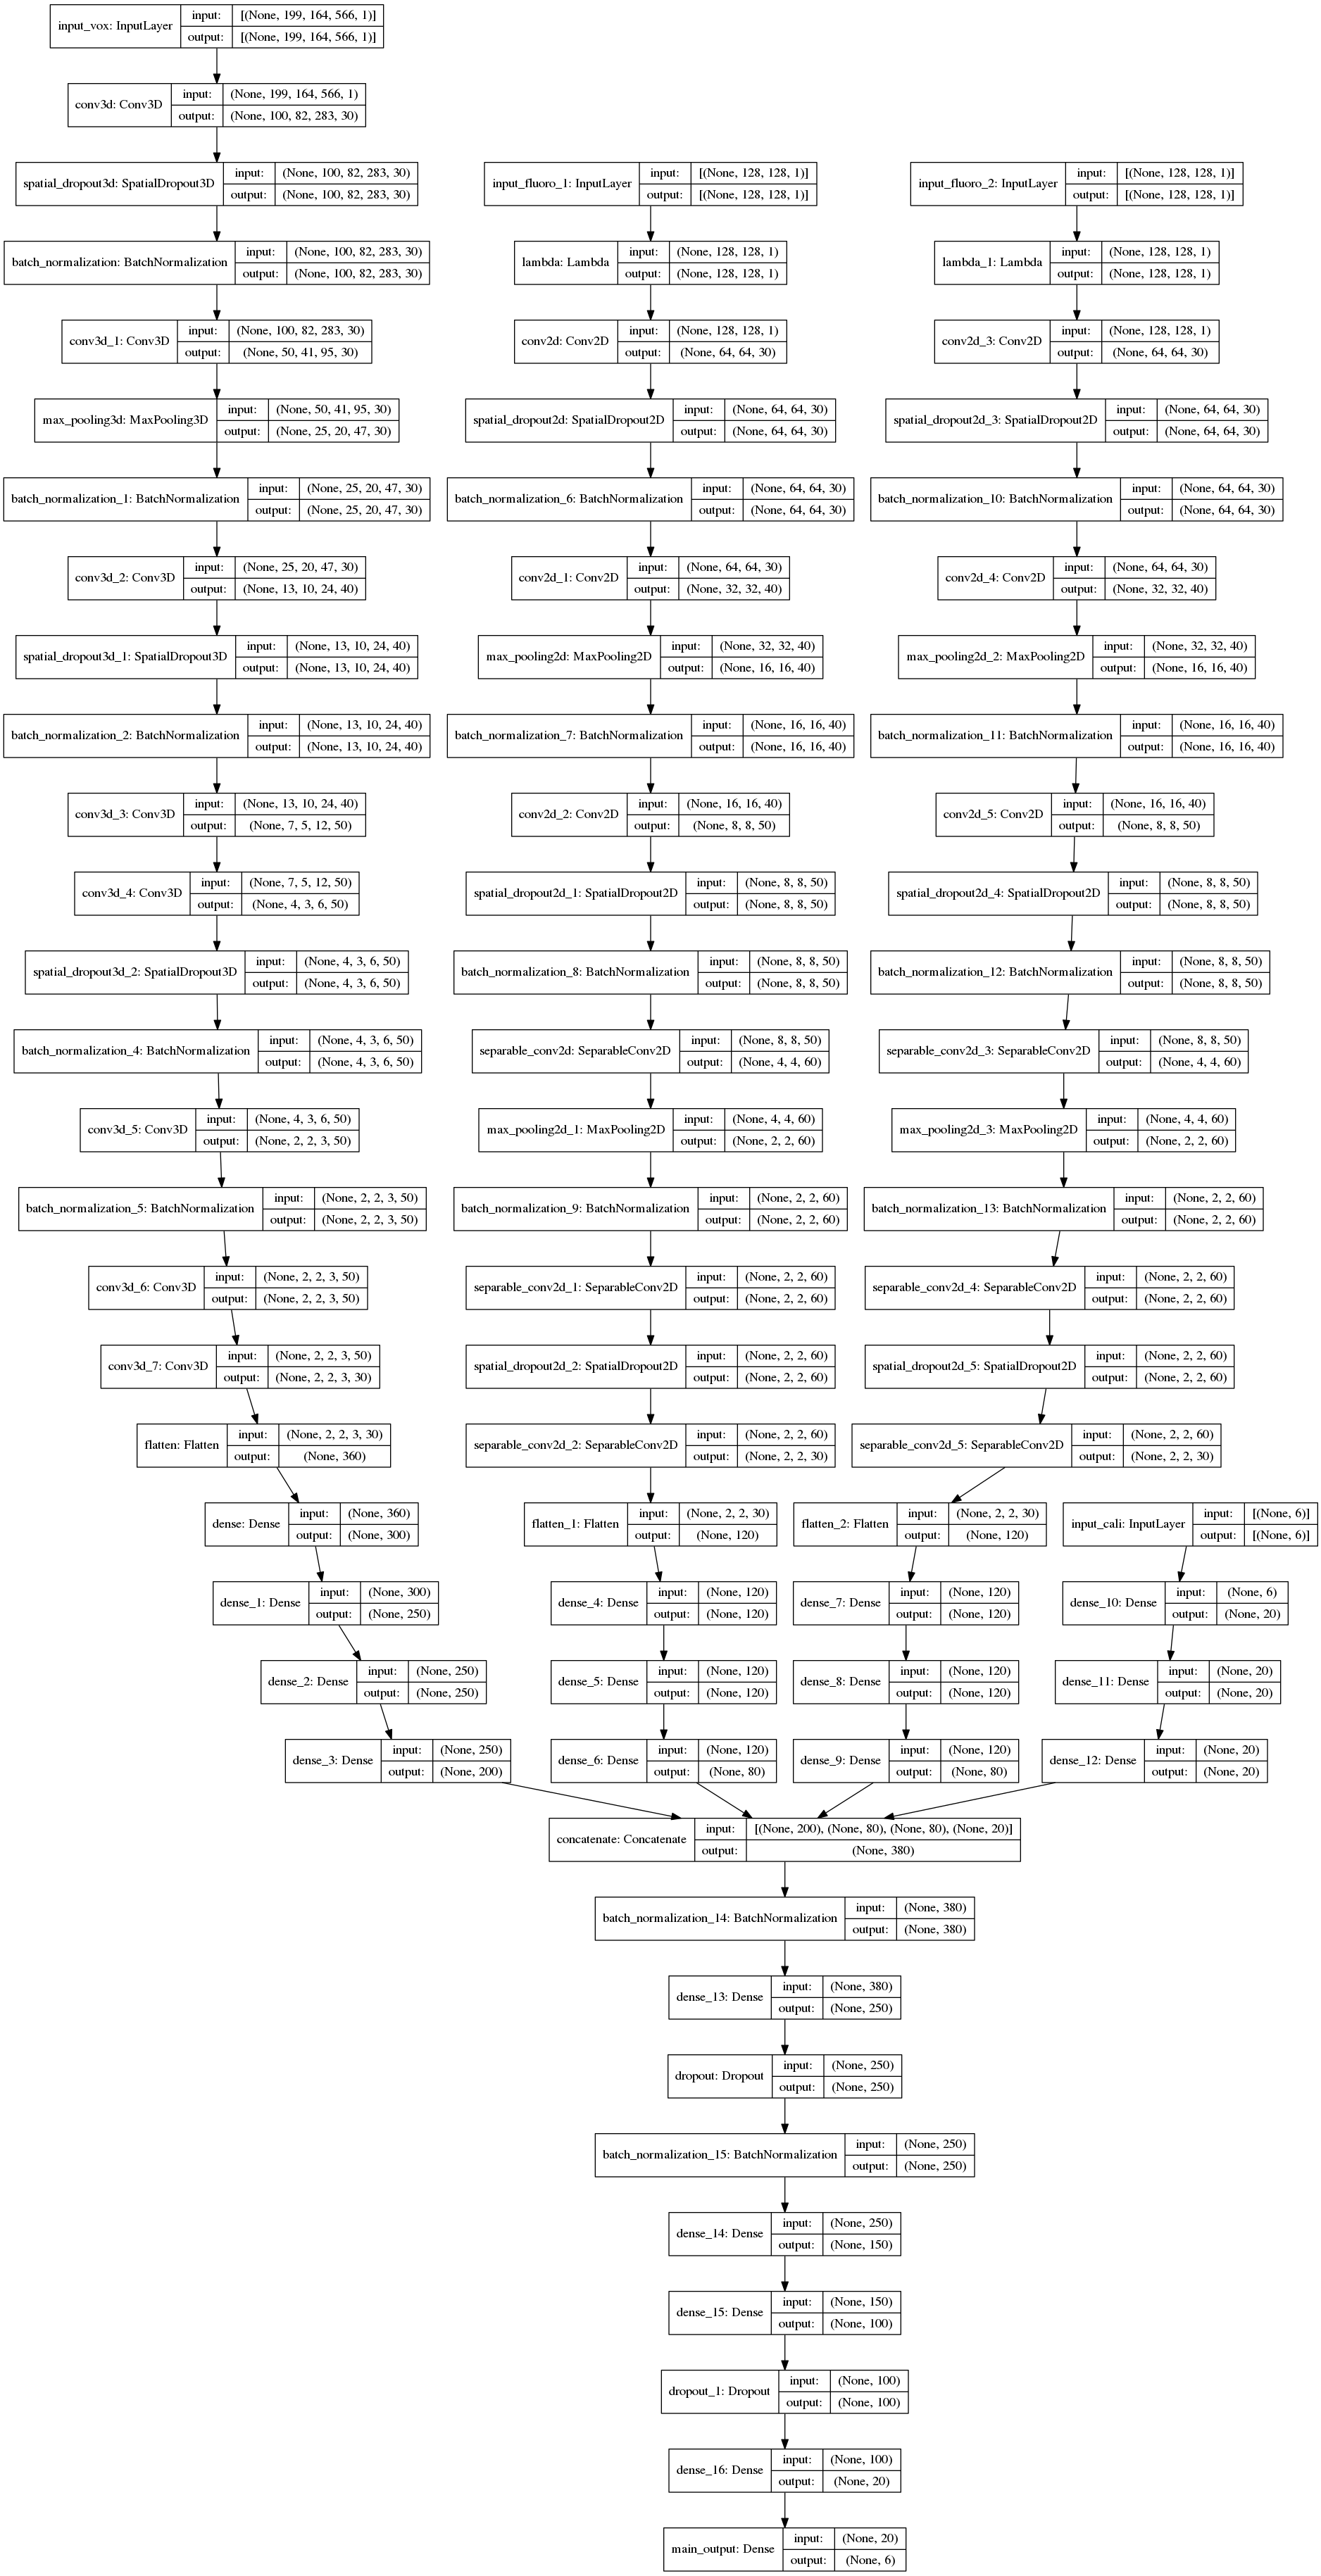 input_vox: InputLayer
input: [(None, 199, 164, 566, 1)]
output: [(None, 199, 164, 566, 1)]
conv3d: Conv3D
input: (None, 199, 164, 566, 1)
output: (None, 100, 82, 283, 30)
spatial_dropout3d: SpatialDropout3D
input: (None, 100, 82, 283, 30)
output: (None, 100, 82, 283, 30)
batch_normalization: BatchNormalization
input: (None, 100, 82, 283, 30)
output: (None, 100, 82, 283, 30)
conv3d_1: Conv3D
input: (None, 100, 82, 283, 30)
output: (None, 50, 41, 95, 30)
max_pooling3d: MaxPooling3D
input: (None, 50, 41, 95, 30)
output: (None, 25, 20, 47, 30)
batch_normalization_1: BatchNormalization
input: (None, 25, 20, 47, 30)
output: (None, 25, 20, 47, 30)
conv3d_2: Conv3D
input: (None, 25, 20, 47, 30)
output: (None, 13, 10, 24, 40)
spatial_dropout3d_1: SpatialDropout3D
input: (None, 13, 10, 24, 40)
output: (None, 13, 10, 24, 40)
batch_normalization_2: BatchNormalization
input: (None, 13, 10, 24, 40)
output: (None, 13, 10, 24, 40)
conv3d_3: Conv3D
input: (None, 13, 10, 24, 40)
output: (None, 7, 5, 12, 50)
conv3d_4: Conv3D
input: (None, 7, 5, 12, 50)
output: (None, 4, 3, 6, 50)
spatial_dropout3d_2: SpatialDropout3D
input: (None, 4, 3, 6, 50)
output: (None, 4, 3, 6, 50)
batch_normalization_4: BatchNormalization
input: (None, 4, 3, 6, 50)
output: (None, 4, 3, 6, 50)
conv3d_5: Conv3D
input: (None, 4, 3, 6, 50)
output: (None, 2, 2, 3, 50)
batch_normalization_5: BatchNormalization
input: (None, 2, 2, 3, 50)
output: (None, 2, 2, 3, 50)
conv3d_6: Conv3D
input: (None, 2, 2, 3, 50)
output: (None, 2, 2, 3, 50)
conv3d_7: Conv3D
input: (None, 2, 2, 3, 50)
output: (None, 2, 2, 3, 30)
flatten: Flatten
input: (None, 2, 2, 3, 30)
output: (None, 360)
dense: Dense
input: (None, 360)
output: (None, 300)
dense_1: Dense
input: (None, 300)
output: (None, 250)
dense_2: Dense
input: (None, 250)
output: (None, 250)
dense_3: Dense
input: (None, 250)
output: (None, 200)
input_fluoro_1: InputLayer
input: [(None, 128, 128, 1)]
output: [(None, 128, 128, 1)]
lambda: Lambda
input: (None, 128, 128, 1)
output: (None, 128, 128, 1)
conv2d: Conv2D
input: (None, 128, 128, 1)
output: (None, 64, 64, 30)
spatial_dropout2d: SpatialDropout2D
input: (None, 64, 64, 30)
output: (None, 64, 64, 30)
batch_normalization_6: BatchNormalization
input: (None, 64, 64, 30)
output: (None, 64, 64, 30)
conv2d_1: Conv2D
input: (None, 64, 64, 30)
output: (None, 32, 32, 40)
max_pooling2d: MaxPooling2D
input: (None, 32, 32, 40)
output: (None, 16, 16, 40)
batch_normalization_7: BatchNormalization
input: (None, 16, 16, 40)
output: (None, 16, 16, 40)
conv2d_2: Conv2D
input: (None, 16, 16, 40)
output: (None, 8, 8, 50)
spatial_dropout2d_1: SpatialDropout2D
input: (None, 8, 8, 50)
output: (None, 8, 8, 50)
batch_normalization_8: BatchNormalization
input: (None, 8, 8, 50)
output: (None, 8, 8, 50)
separable_conv2d: SeparableConv2D
input: (None, 8, 8, 50)
output: (None, 4, 4, 60)
max_pooling2d_1: MaxPooling2D
input: (None, 4, 4, 60)
output: (None, 2, 2, 60)
batch_normalization_9: BatchNormalization
input: (None, 2, 2, 60)
output: (None, 2, 2, 60)
separable_conv2d_1: SeparableConv2D
input: (None, 2, 2, 60)
output: (None, 2, 2, 60)
spatial_dropout2d_2: SpatialDropout2D
input: (None, 2, 2, 60)
output: (None, 2, 2, 60)
separable_conv2d_2: SeparableConv2D
input: (None, 2, 2, 60)
output: (None, 2, 2, 30)
flatten_1: Flatten
input: (None, 2, 2, 30)
output: (None, 120)
dense_4: Dense
input: (None, 120)
output: (None, 120)
dense_5: Dense
input: (None, 120)
output: (None, 120)
dense_6: Dense
input: (None, 120)
output: (None, 80)
input_fluoro_2: InputLayer
input: [(None, 128, 128, 1)]
output: [(None, 128, 128, 1)]
lambda_1: Lambda
input: (None, 128, 128, 1)
output: (None, 128, 128, 1)
conv2d_3: Conv2D
input: (None, 128, 128, 1)
output: (None, 64, 64, 30)
spatial_dropout2d_3: SpatialDropout2D
input: (None, 64, 64, 30)
output: (None, 64, 64, 30)
batch_normalization_10: BatchNormalization
input: (None, 64, 64, 30)
output: (None, 64, 64, 30)
conv2d_4: Conv2D
input: (None, 64, 64, 30)
output: (None, 32, 32, 40)
max_pooling2d_2: MaxPooling2D
input: (None, 32, 32, 40)
output: (None, 16, 16, 40)
batch_normalization_11: BatchNormalization
input: (None, 16, 16, 40)
output: (None, 16, 16, 40)
conv2d_5: Conv2D
input: (None, 16, 16, 40)
output: (None, 8, 8, 50)
spatial_dropout2d_4: SpatialDropout2D
input: (None, 8, 8, 50)
output: (None, 8, 8, 50)
batch_normalization_12: BatchNormalization
input: (None, 8, 8, 50)
output: (None, 8, 8, 50)
separable_conv2d_3: SeparableConv2D
input: (None, 8, 8, 50)
output: (None, 4, 4, 60)
max_pooling2d_3: MaxPooling2D
input: (None, 4, 4, 60)
output: (None, 2, 2, 60)
batch_normalization_13: BatchNormalization
input: (None, 2, 2, 60)
output: (None, 2, 2, 60)
separable_conv2d_4: SeparableConv2D
input: (None, 2, 2, 60)
output: (None, 2, 2, 60)
spatial_dropout2d_5: SpatialDropout2D
input: (None, 2, 2, 60)
output: (None, 2, 2, 60)
separable_conv2d_5: SeparableConv2D
input: (None, 2, 2, 60)
output: (None, 2, 2, 30)
flatten_2: Flatten
input: (None, 2, 2, 30)
output: (None, 120)
dense_7: Dense
input: (None, 120)
output: (None, 120)
dense_8: Dense
input: (None, 120)
output: (None, 120)
dense_9: Dense
input: (None, 120)
output: (None, 80)
input_cali: InputLayer
input: [(None, 6)]
output: [(None, 6)]
dense_10: Dense
input: (None, 6)
output: (None, 20)
dense_11: Dense
input: (None, 20)
output: (None, 20)
dense_12: Dense
input: (None, 20)
output: (None, 20)
concatenate: Concatenate
input: [(None, 200), (None, 80), (None, 80), (None, 20)]
output: (None, 380)
batch_normalization_14: BatchNormalization
input: (None, 380)
output: (None, 380)
dense_13: Dense
input: (None, 380)
output: (None, 250)
dropout: Dropout
input: (None, 250)
output: (None, 250)
batch_normalization_15: BatchNormalization
input: (None, 250)
output: (None, 250)
dense_14: Dense
input: (None, 250)
output: (None, 150)
dense_15: Dense
input: (None, 150)
output: (None, 100)
dropout_1: Dropout
input: (None, 100)
output: (None, 100)
dense_16: Dense
input: (None, 100)
output: (None, 20)
main_output: Dense
input: (None, 20)
output: (None, 6)